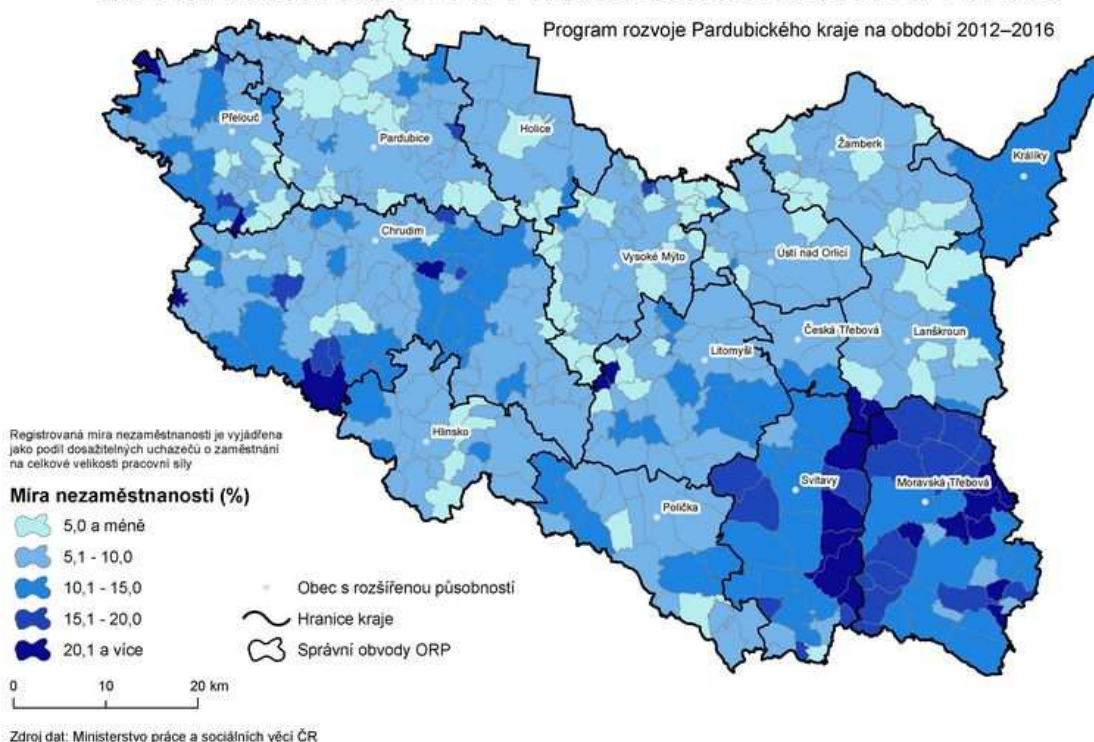 Program rozvoje Pardubického kraje na období 2012–2016
Přelouč
Pardubice
Holice
Žamberk
Králíky
Chrudim
Vysoké Mýto
Ústí nad Orlicí
Česká Třebová
Lanškroun
Litomyšl
Hlinsko
Svitavy
Moravská Třebová
Polička
Registrovaná míra nezaměstnanosti je vyjádřena
jako podíl dosažitelných uchazečů o zaměstnání
na celkové velikosti pracovní síly
Míra nezaměstnanosti (%)
5,0 a méně
5,1 - 10,0
10,1 - 15,0
15,1 - 20,0
20,1 a více
Obec s rozšířenou působností
Hranice kraje
Správní obvody ORP
0 10 20 km
Zdroj dat: Ministerstvo práce a sociálních věcí ČR